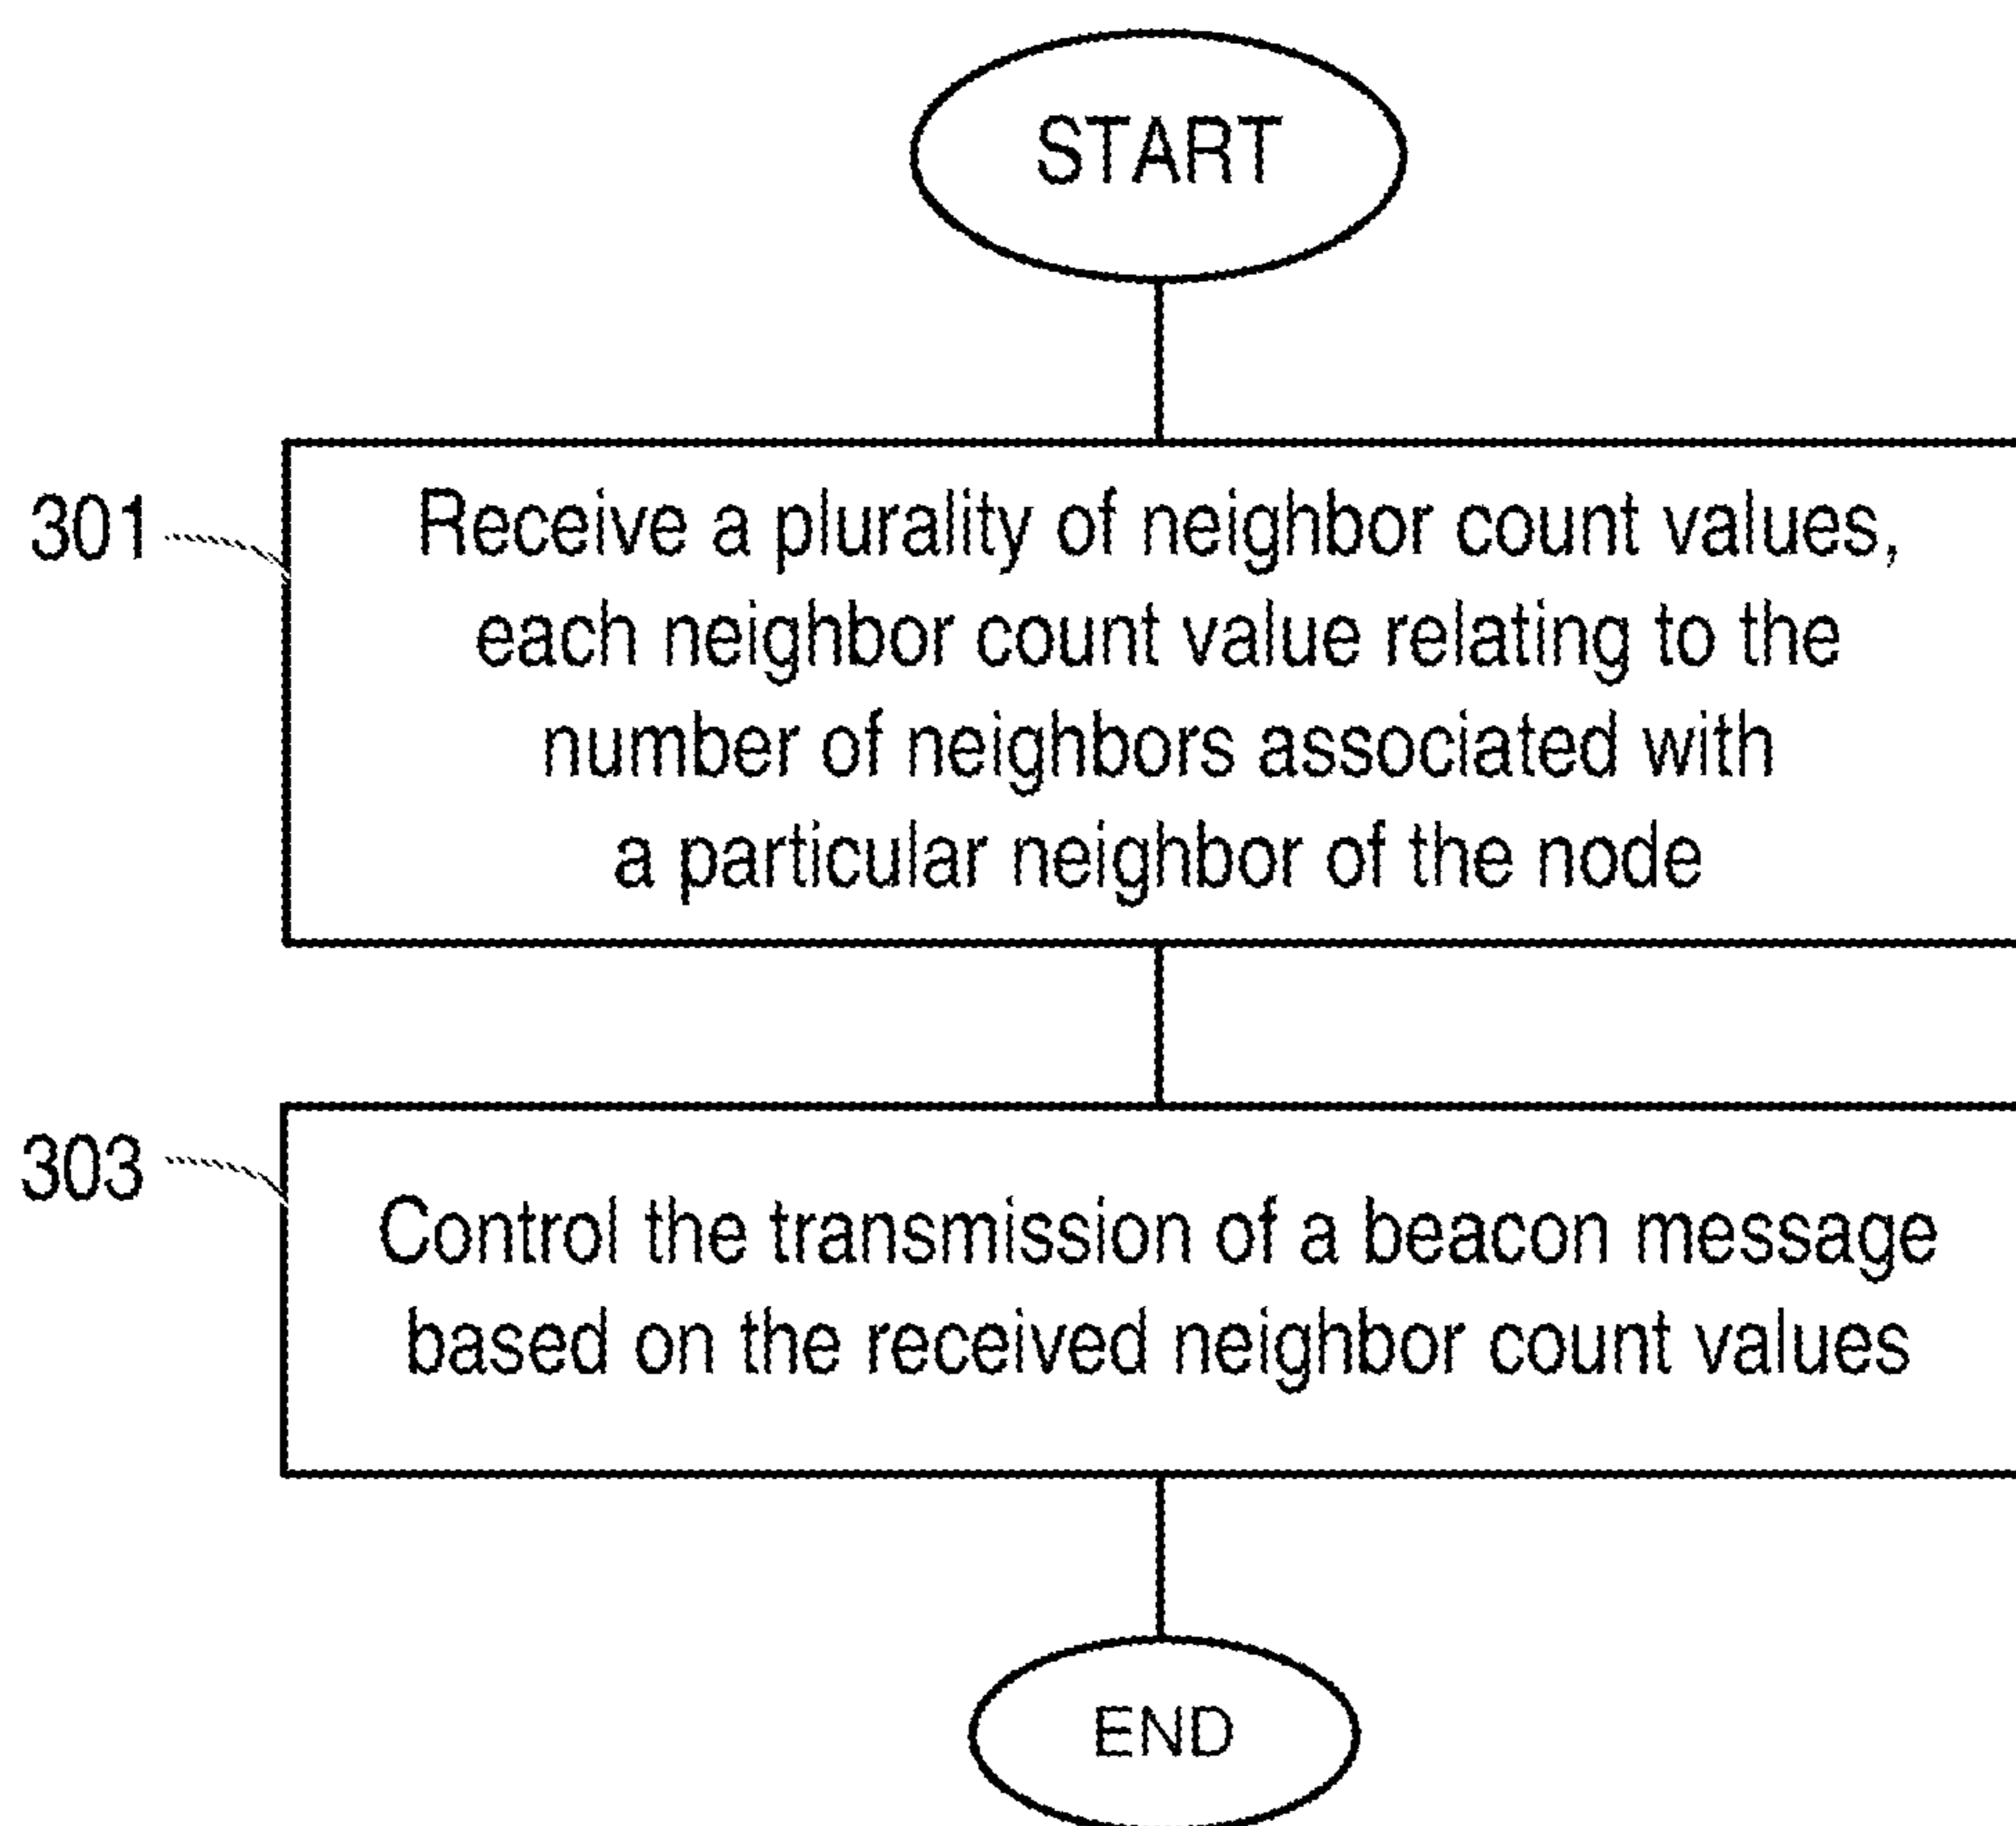 START
301
Receive a plurality of neighbor count values,
each neighbor count value relating to the
number of neighbors associated with
a particular neighbor of the node
303
Control the transmission of a beacon message
based on the received neighbor count values
END